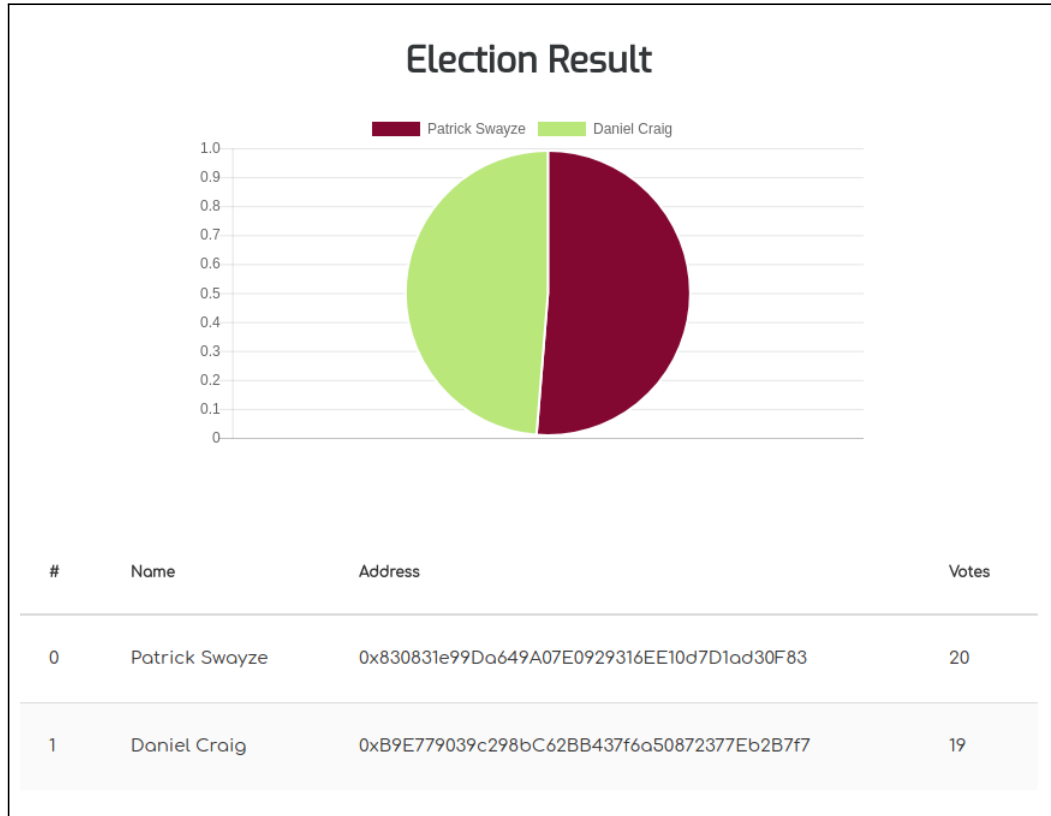 Election Result
Patrick Swayze Daniel Craig
1.0
0.9
0.8
0.7
0.6
0.5
0.4
0.3
0.2
0.1
0
# Name Address Votes
0 Patrick Swayze 0x830831e99Da649A07E0929316EE10d7D1ad30F83 20
1 Daniel Craig 0xB9E779039c298bC62BB437f6a50872377Eb2B7f7 19